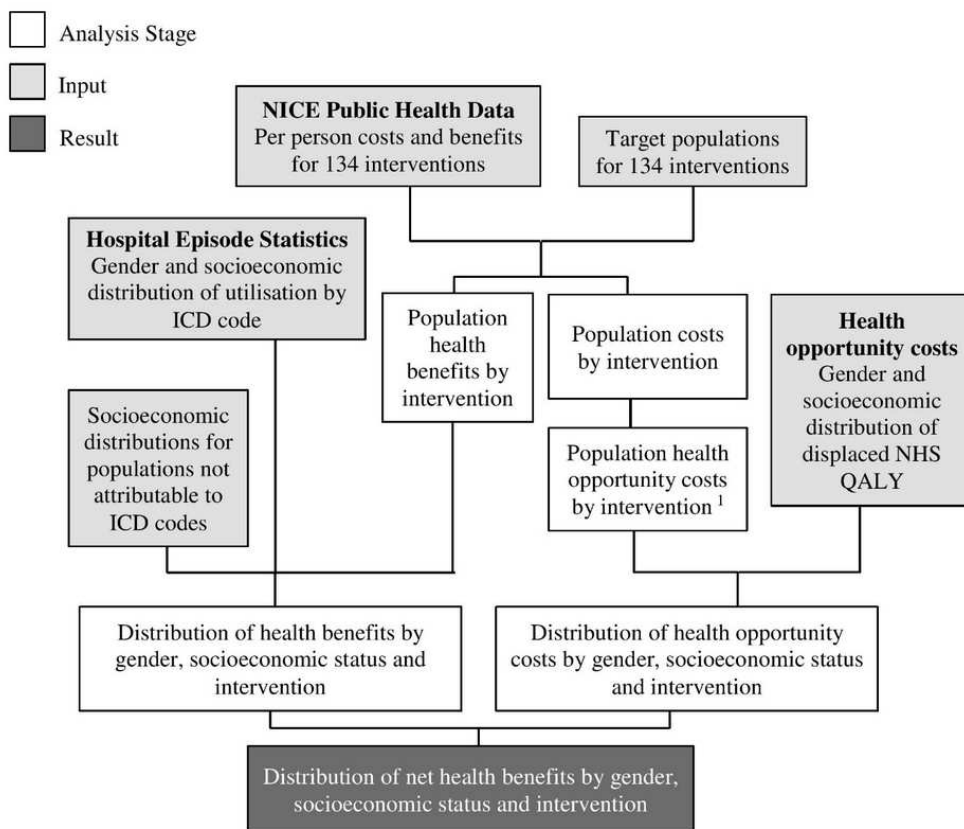 Analysis Stage
Input
Result
NICE Public Health Data
Per person costs and benefits
for 134 interventions
Target populations
for 134 interventions
Hospital Episode Statistics
Gender and socioeconomic
distribution of utilisation by
ICD code
Population
health
benefits by
intervention
Population costs
by intervention
Health
opportunity costs
Gender and
socioeconomic
distribution of
displaced NHS
QALY
Socioeconomic
distributions for
populations not
attributable to
ICD codes
Population health
opportunity costs
by intervention 1
Distribution of health benefits by
gender, socioeconomic status and
intervention
Distribution of health opportunity
costs by gender, socioeconomic status
and intervention
Distribution of net health benefits by gender,
socioeconomic status and intervention